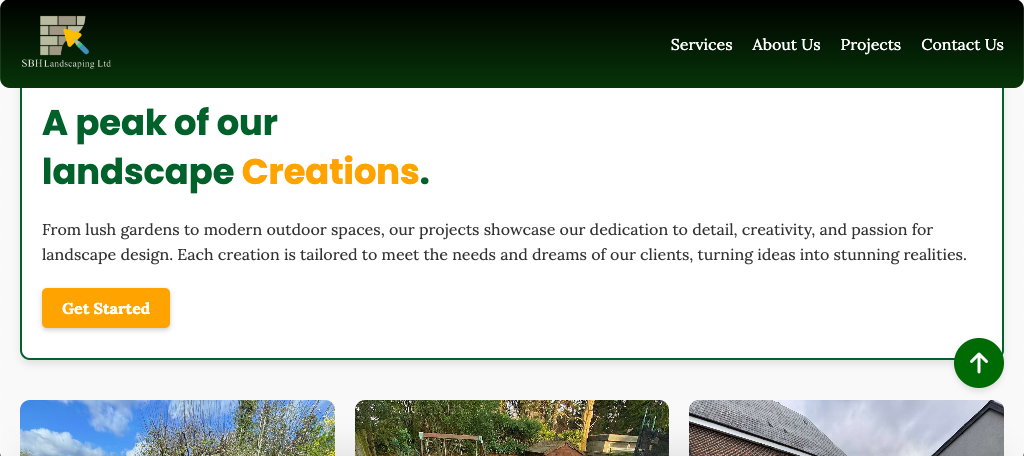 SBH Landscaping Ltd
Services About Us Projects Contact Us
A peak of our
landscape Creations.
From lush gardens to modern outdoor spaces, our projects showcase our dedication to detail, creativity, and passion for
landscape design. Each creation is tailored to meet the needs and dreams of our clients, turning ideas into stunning realities.
Get Started